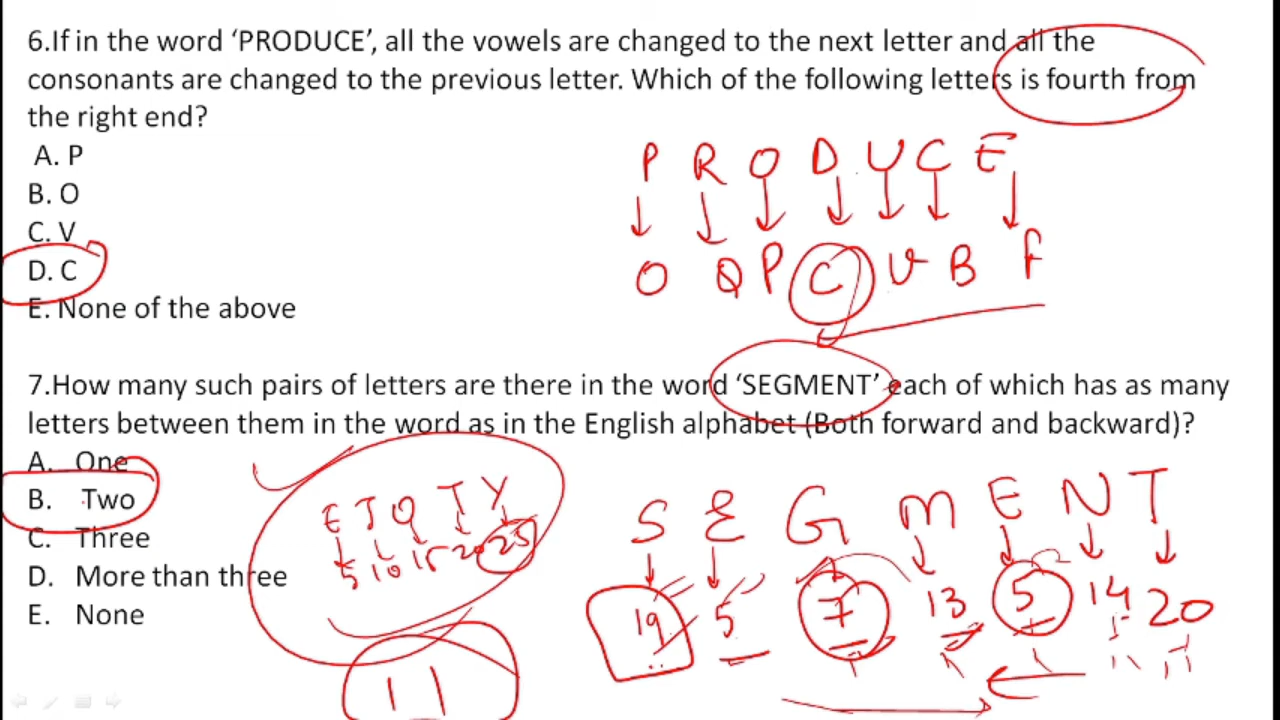 6.If in the word ‘PRODUCE’, all the vowels are changed to the next letter and all the
consonants are changed to the previous letter. Which of the following letters is fourth from
the right end?
A. P
B. O
C. V
D. C
E. None of the above
P R O D U C E
O Q P C V B F
7.How many such pairs of letters are there in the word ‘SEGMENT’ each of which has as many
letters between them in the word as in the English alphabet (Both forward and backward)?
A. One
B. Two
C. Three
D. More than three
E. None
E J O T Y
5 10 15 20 25
S E G M E N T
19 5 7 13 5 14 20